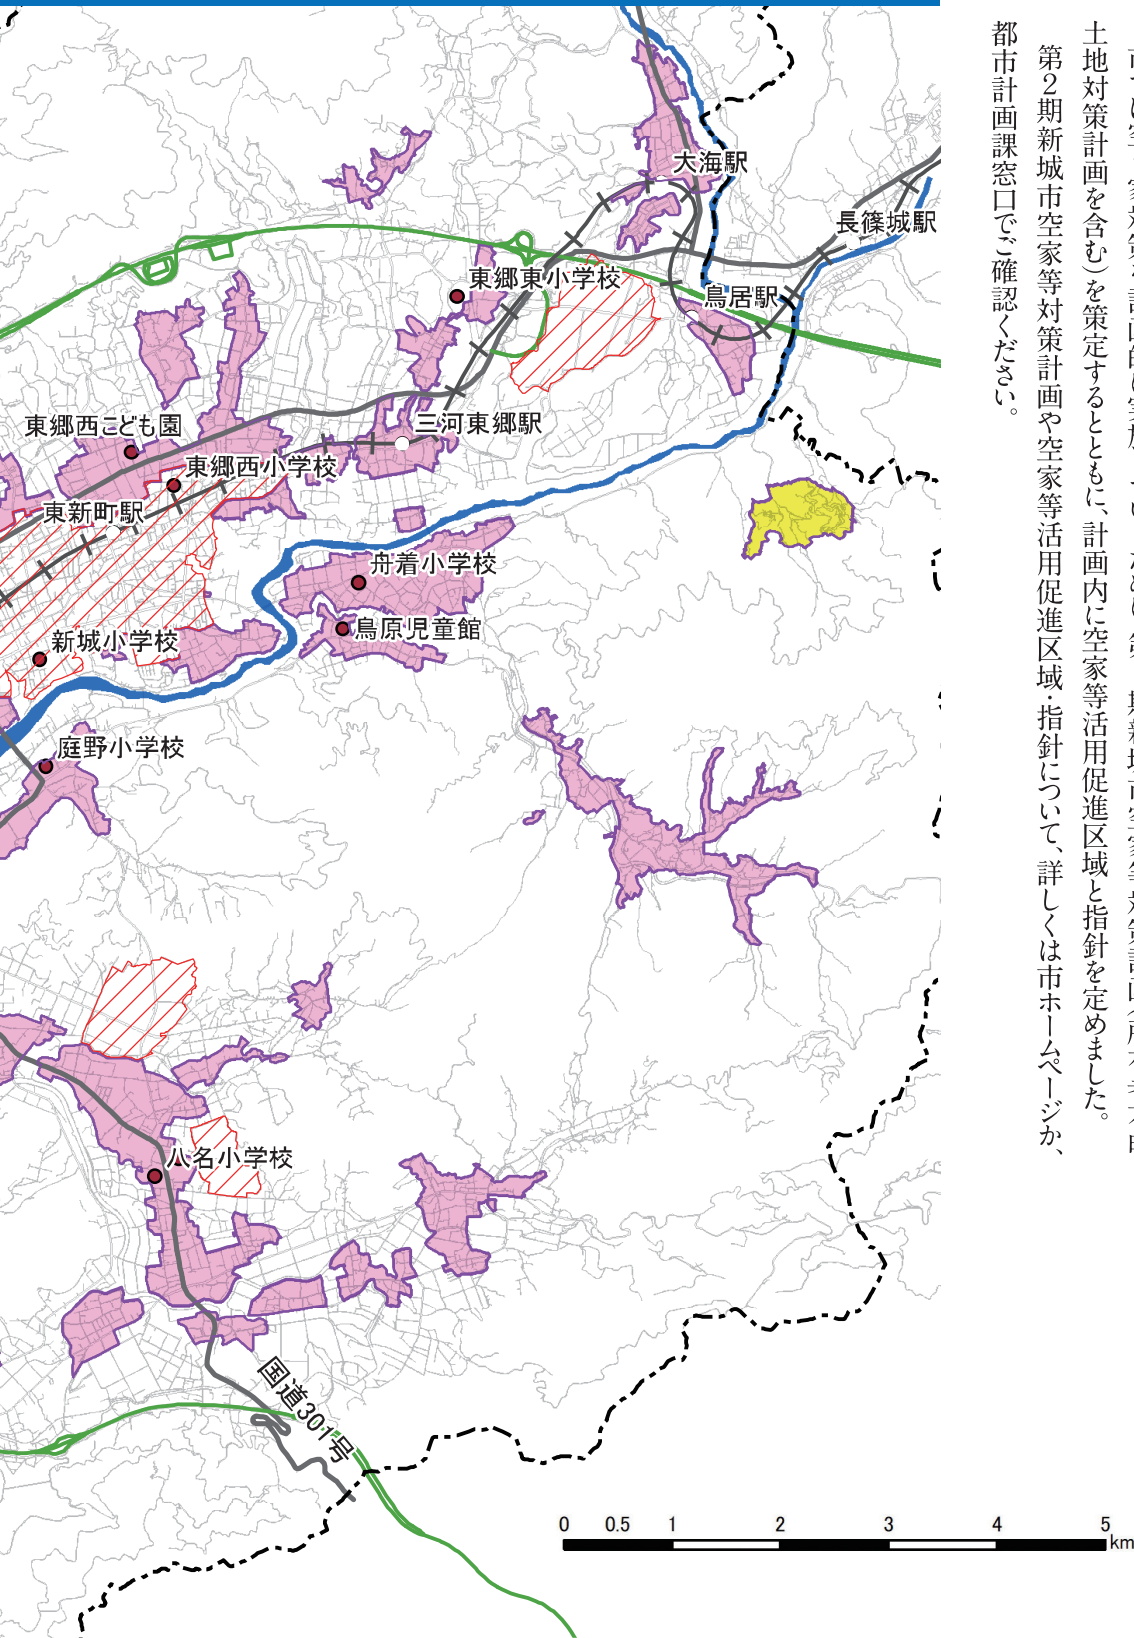 土地対策計画を含む)を策定するとともに、計画内に空家等活用促進区域と指針を定めました。
第２期新城市空家等対策計画や空家等活用促進区域・指針について、詳しくは市ホームページか、
都市計画課窓口でご確認ください。
大海駅
長篠城駅
東郷東小学校
鳥居駅
三河東郷駅
東郷西こども園
東郷西小学校
東新町駅
舟着小学校
鳥原児童館
新城小学校
庭野小学校
八名小学校
国道301号
0 0.5 1 2 3 4 5
km